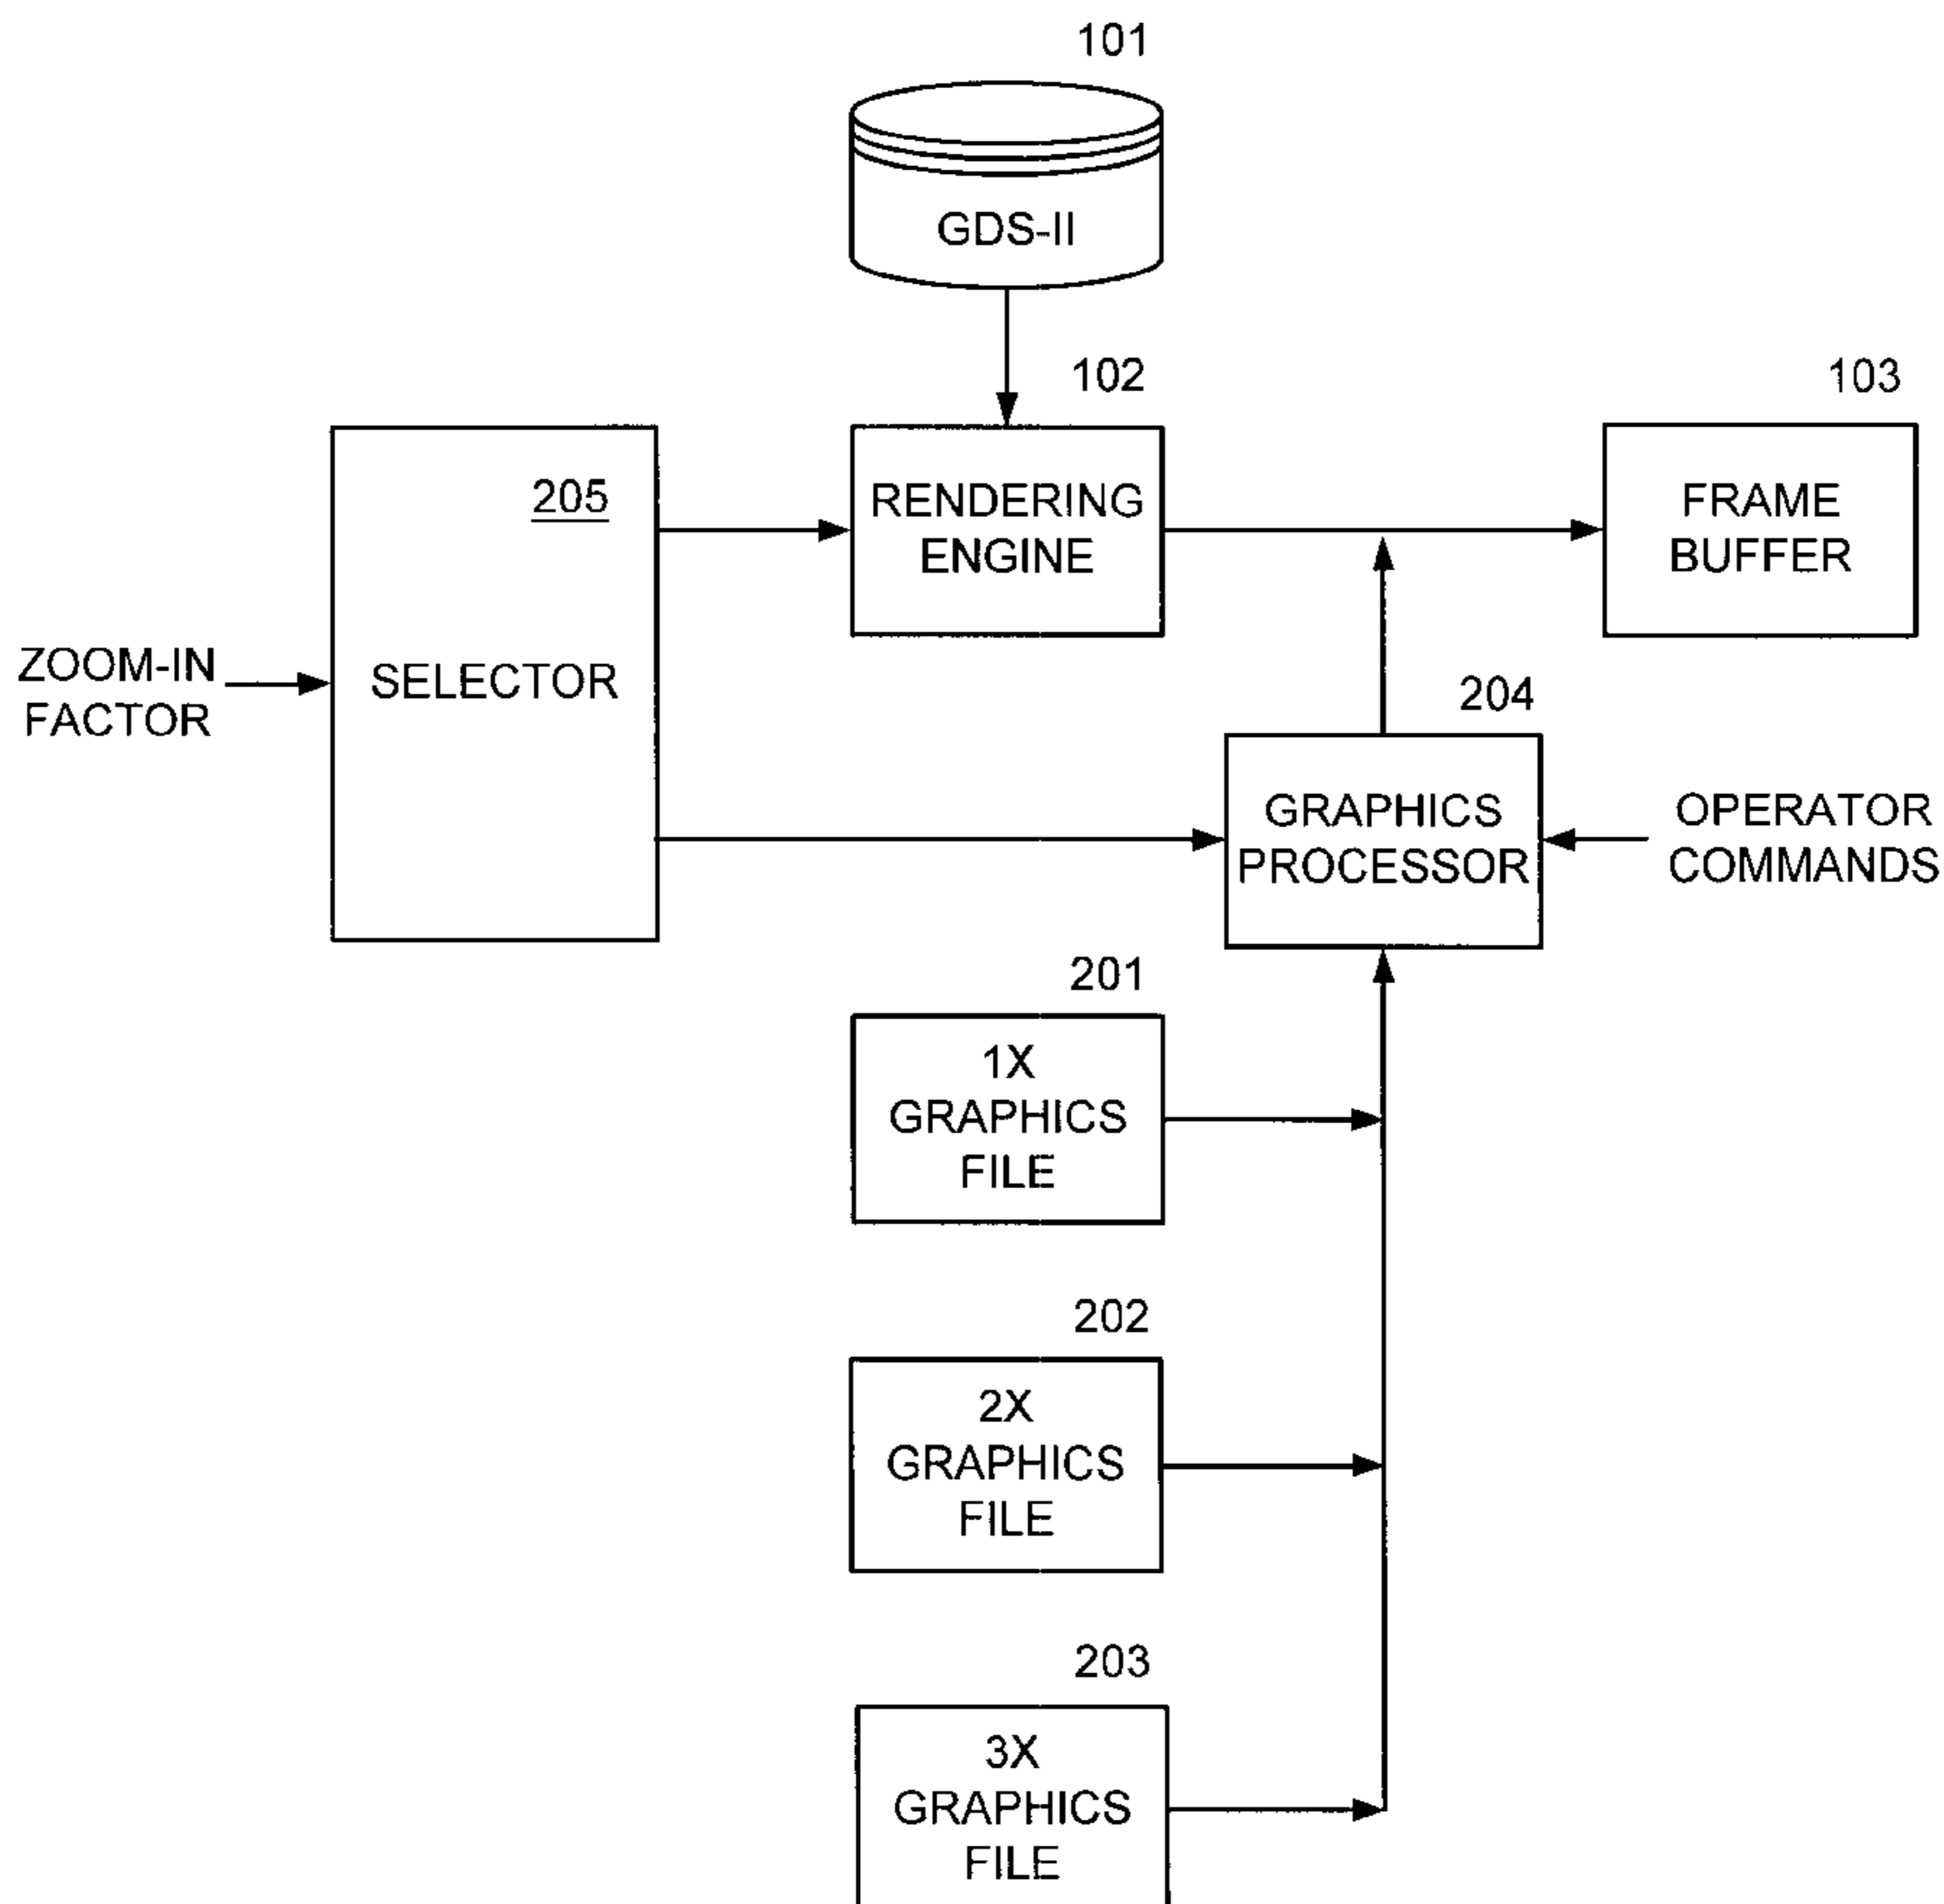 101
GDS-II
102
103
205
RENDERING
ENGINE
FRAME
BUFFER
ZOOM-IN
FACTOR
SELECTOR
204
GRAPHICS
PROCESSOR
OPERATOR
COMMANDS
201
1X
GRAPHICS
FILE
202
2X
GRAPHICS
FILE
203
3X
GRAPHICS
FILE